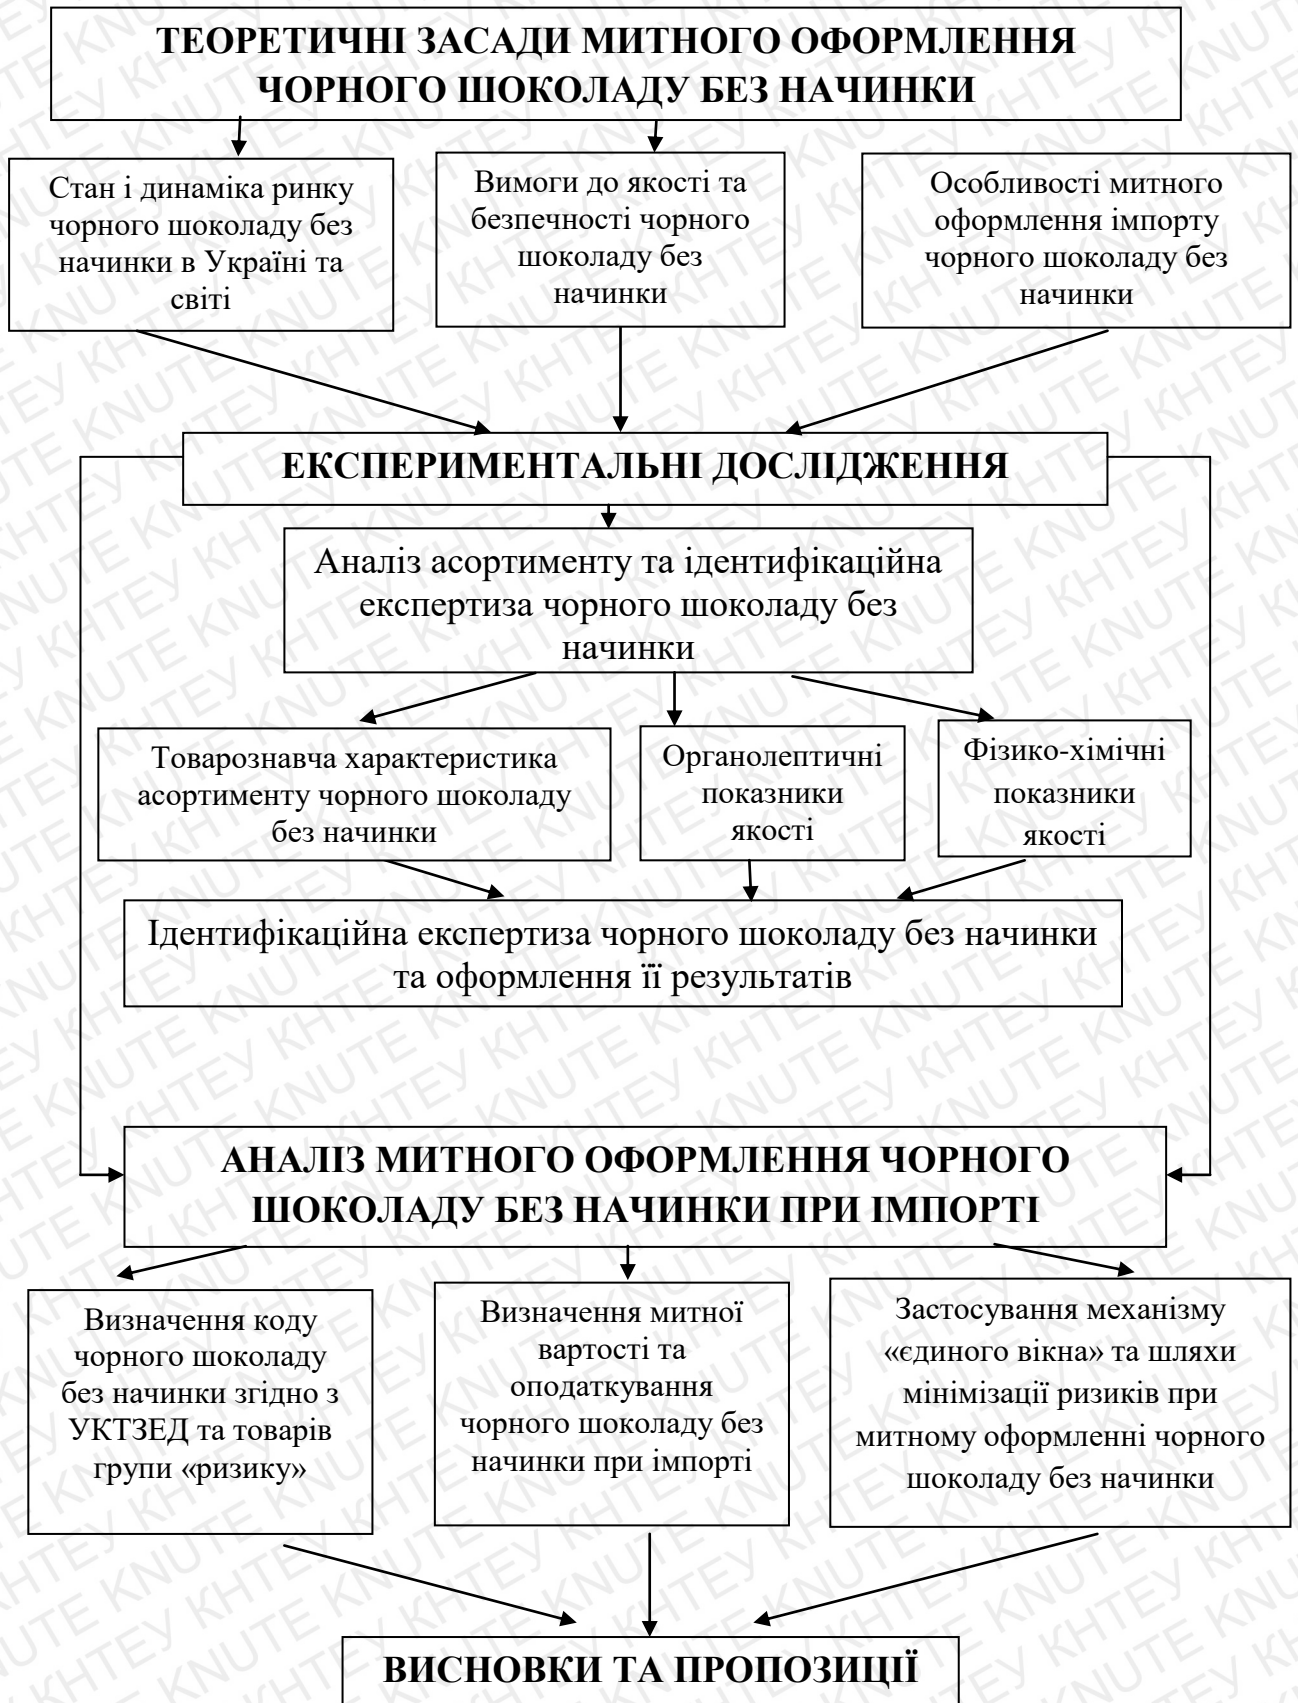 ТЕОРЕТИЧНІ ЗАСАДИ МИТНОГО ОФОРМЛЕННЯ
ЧОРНОГО ШОКОЛАДУ БЕЗ НАЧИНКИ
Стан і динаміка ринку
чорного шоколаду без
начинки в Україні та
світі
Вимоги до якості та
безпечності чорного
шоколаду без
начинки
Особливості митного
оформлення імпорту
чорного шоколаду без
начинки
ЕКСПЕРИМЕНТАЛЬНІ ДОСЛІДЖЕННЯ
Аналіз асортименту та ідентифікаційна
експертиза чорного шоколаду без
начинки
Товарознавча характеристика
асортименту чорного шоколаду
без начинки
Органолептичні
показники
якості
Фізико-хімічні
показники
якості
Ідентифікаційна експертиза чорного шоколаду без начинки
та оформлення її результатів
АНАЛІЗ МИТНОГО ОФОРМЛЕННЯ ЧОРНОГО
ШОКОЛАДУ БЕЗ НАЧИНКИ ПРИ ІМПОРТІ
Визначення коду
чорного шоколаду
без начинки згідно з
УКТЗЕД та товарів
групи «ризику»
Визначення митної
вартості та
оподаткування
чорного шоколаду без
начинки при імпорті
Застосування механізму
«єдиного вікна» та шляхи
мінімізації ризиків при
митному оформленні чорного
шоколаду без начинки
ВИСНОВКИ ТА ПРОПОЗИЦІЇ